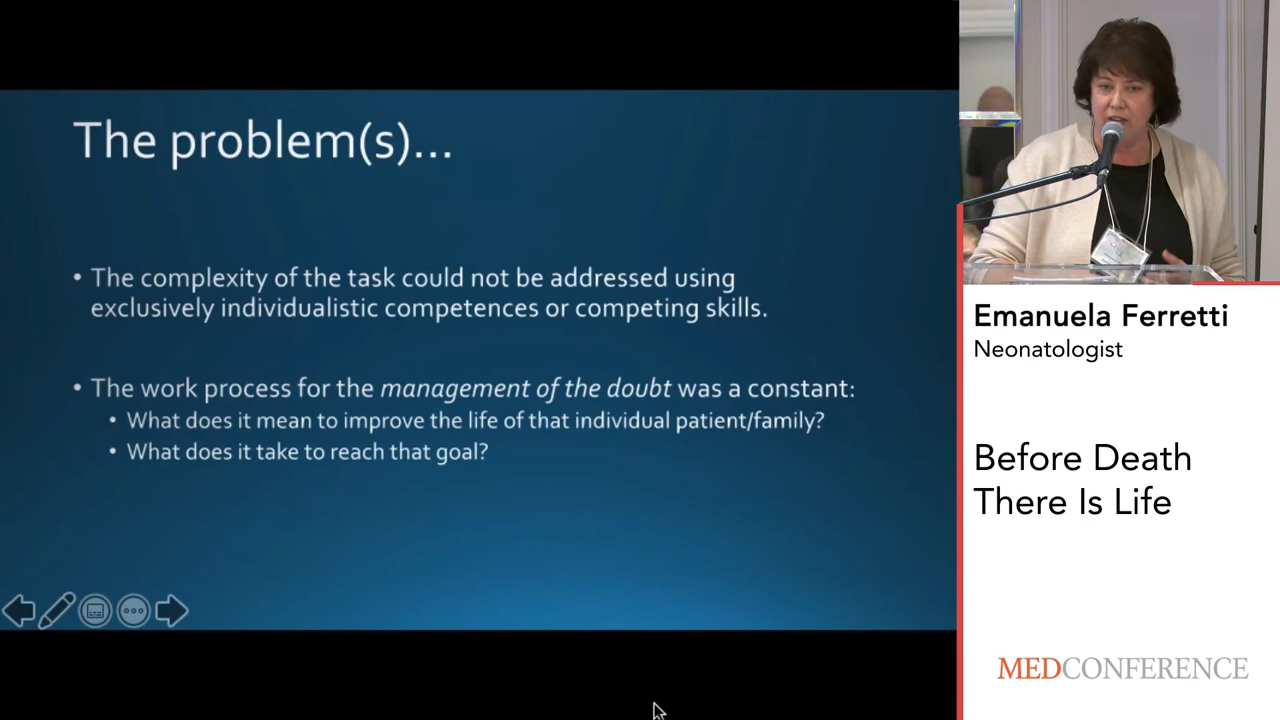 The problem(s)...
• The complexity of the task could not be addressed using
exclusively individualistic competences or competing skills.
• The work process for the management of the doubt was a constant:
• What does it mean to improve the life of that individual patient/family?
• What does it take to reach that goal?
Emanuela Ferretti
Neonatologist
Before Death
There Is Life
MEDCONFERENCE